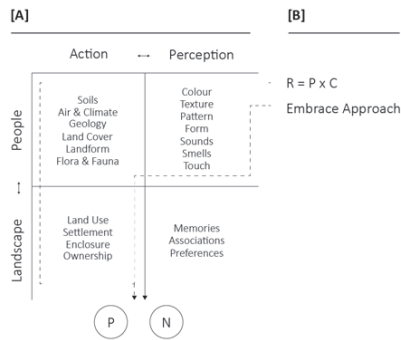 [A]
[B]
Action
Perception
R = P x C
Embrace Approach
People
Soils
Air & Climate
Geology
Land Cover
Landform
Flora & Fauna
Colour
Texture
Pattern
Form
Sounds
Smells
Touch
Landscape
Land Use
Settlement
Enclosure
Ownership
Memories
Associations
Preferences
P
N